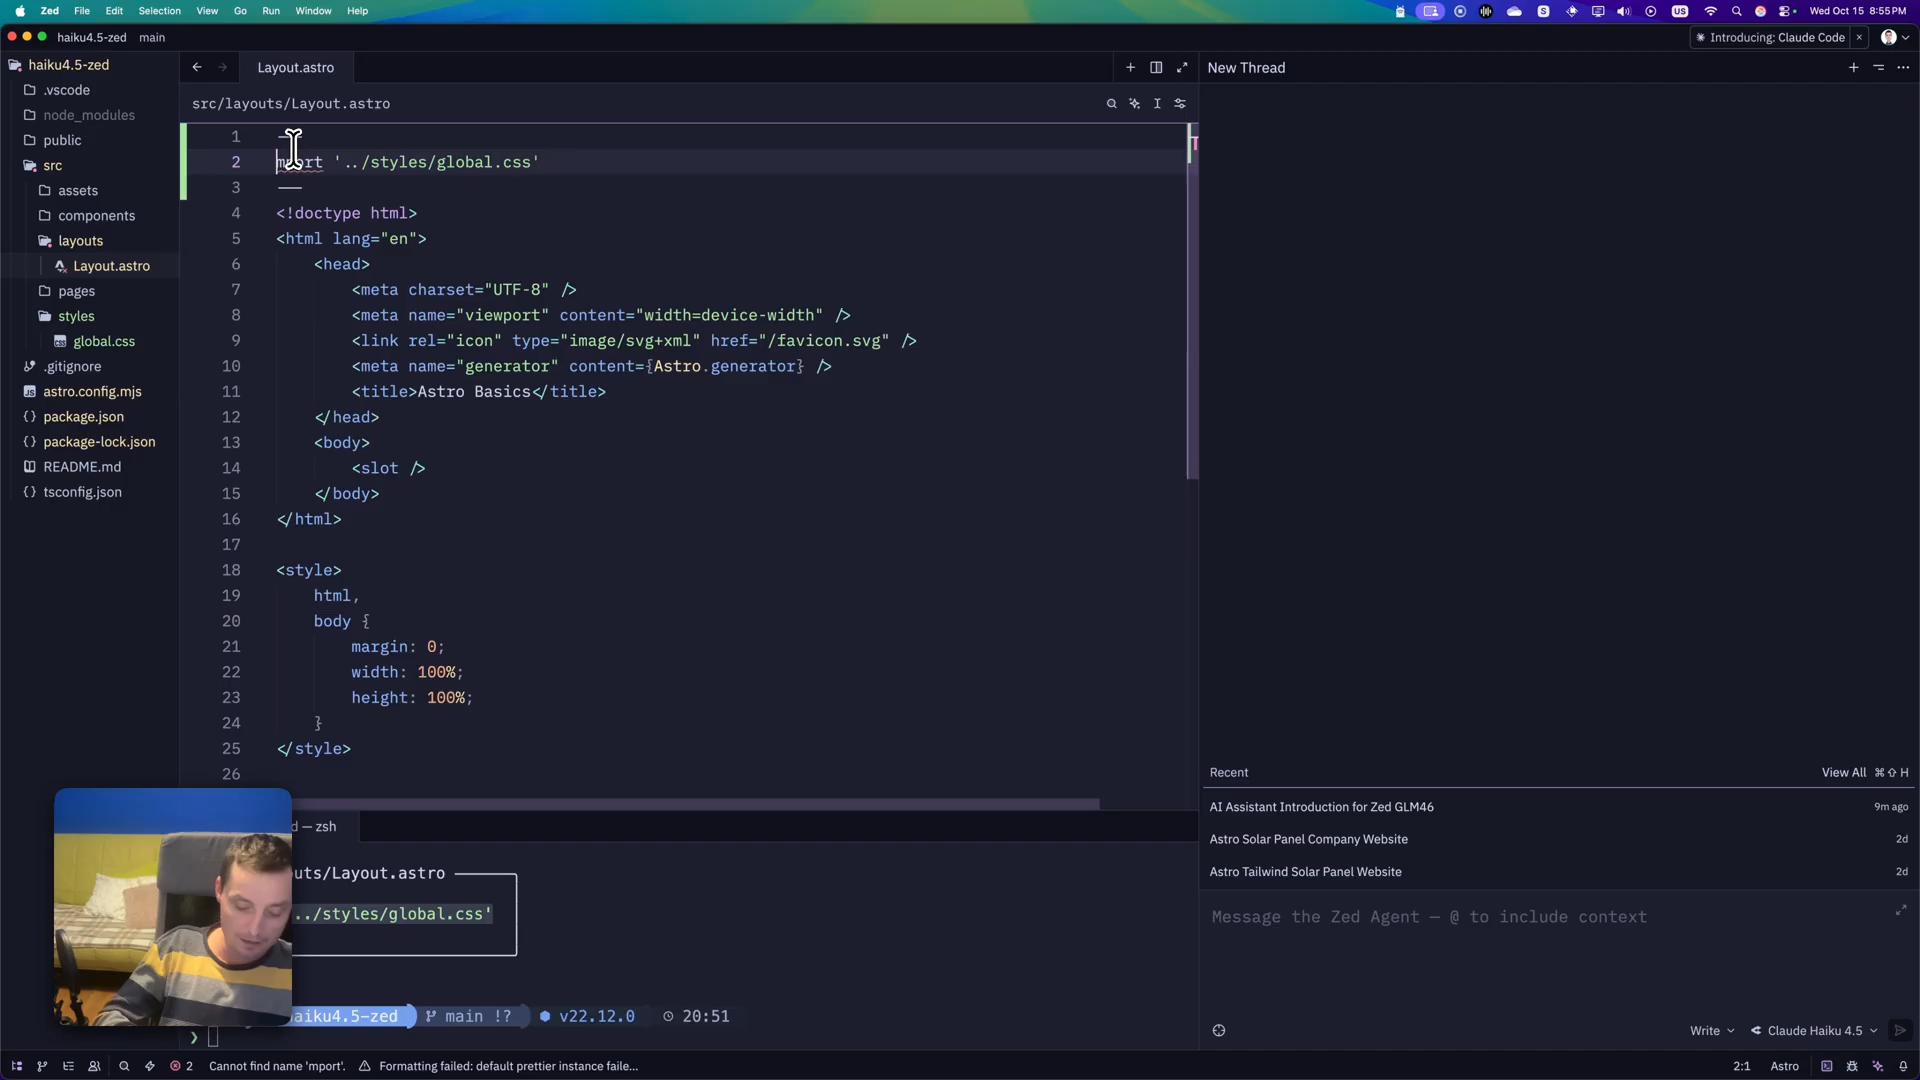 Zed File Edit Selection View Go Run Window Help
US
Wed Oct 15 8:55 PM
haiku4.5-zed main
Introducing: Claude Code ×
haiku4.5-zed
.vscode
node_modules
public
src
assets
components
layouts
Layout.astro
pages
styles
global.css
.gitignore
astro.config.mjs
package.json
package-lock.json
README.md
tsconfig.json
Layout.astro
src/layouts/Layout.astro
1
2 mport '../styles/global.css'
3 ---
4 <!doctype html>
5 <html lang="en">
6 <head>
7 <meta charset="UTF-8" />
8 <meta name="viewport" content="width=device-width" />
9 <link rel="icon" type="image/svg+xml" href="/favicon.svg" />
10 <meta name="generator" content={Astro.generator} />
11 <title>Astro Basics</title>
12 </head>
13 <body>
14 <slot />
15 </body>
16 </html>
17
18 <style>
19 html,
20 body {
21 margin: 0;
22 width: 100%;
23 height: 100%;
24 }
25 </style>
26
d — zsh
uts/Layout.astro
../styles/global.css'
aiku4.5-zed main !? v22.12.0 20:51
❯
New Thread
Recent View All ⌘⇧H
AI Assistant Introduction for Zed GLM46 9m ago
Astro Solar Panel Company Website 2d
Astro Tailwind Solar Panel Website 2d
Message the Zed Agent — @ to include context
Write Claude Haiku 4.5
2 Cannot find name 'mport'. Formatting failed: default prettier instance faile... 2:1 Astro